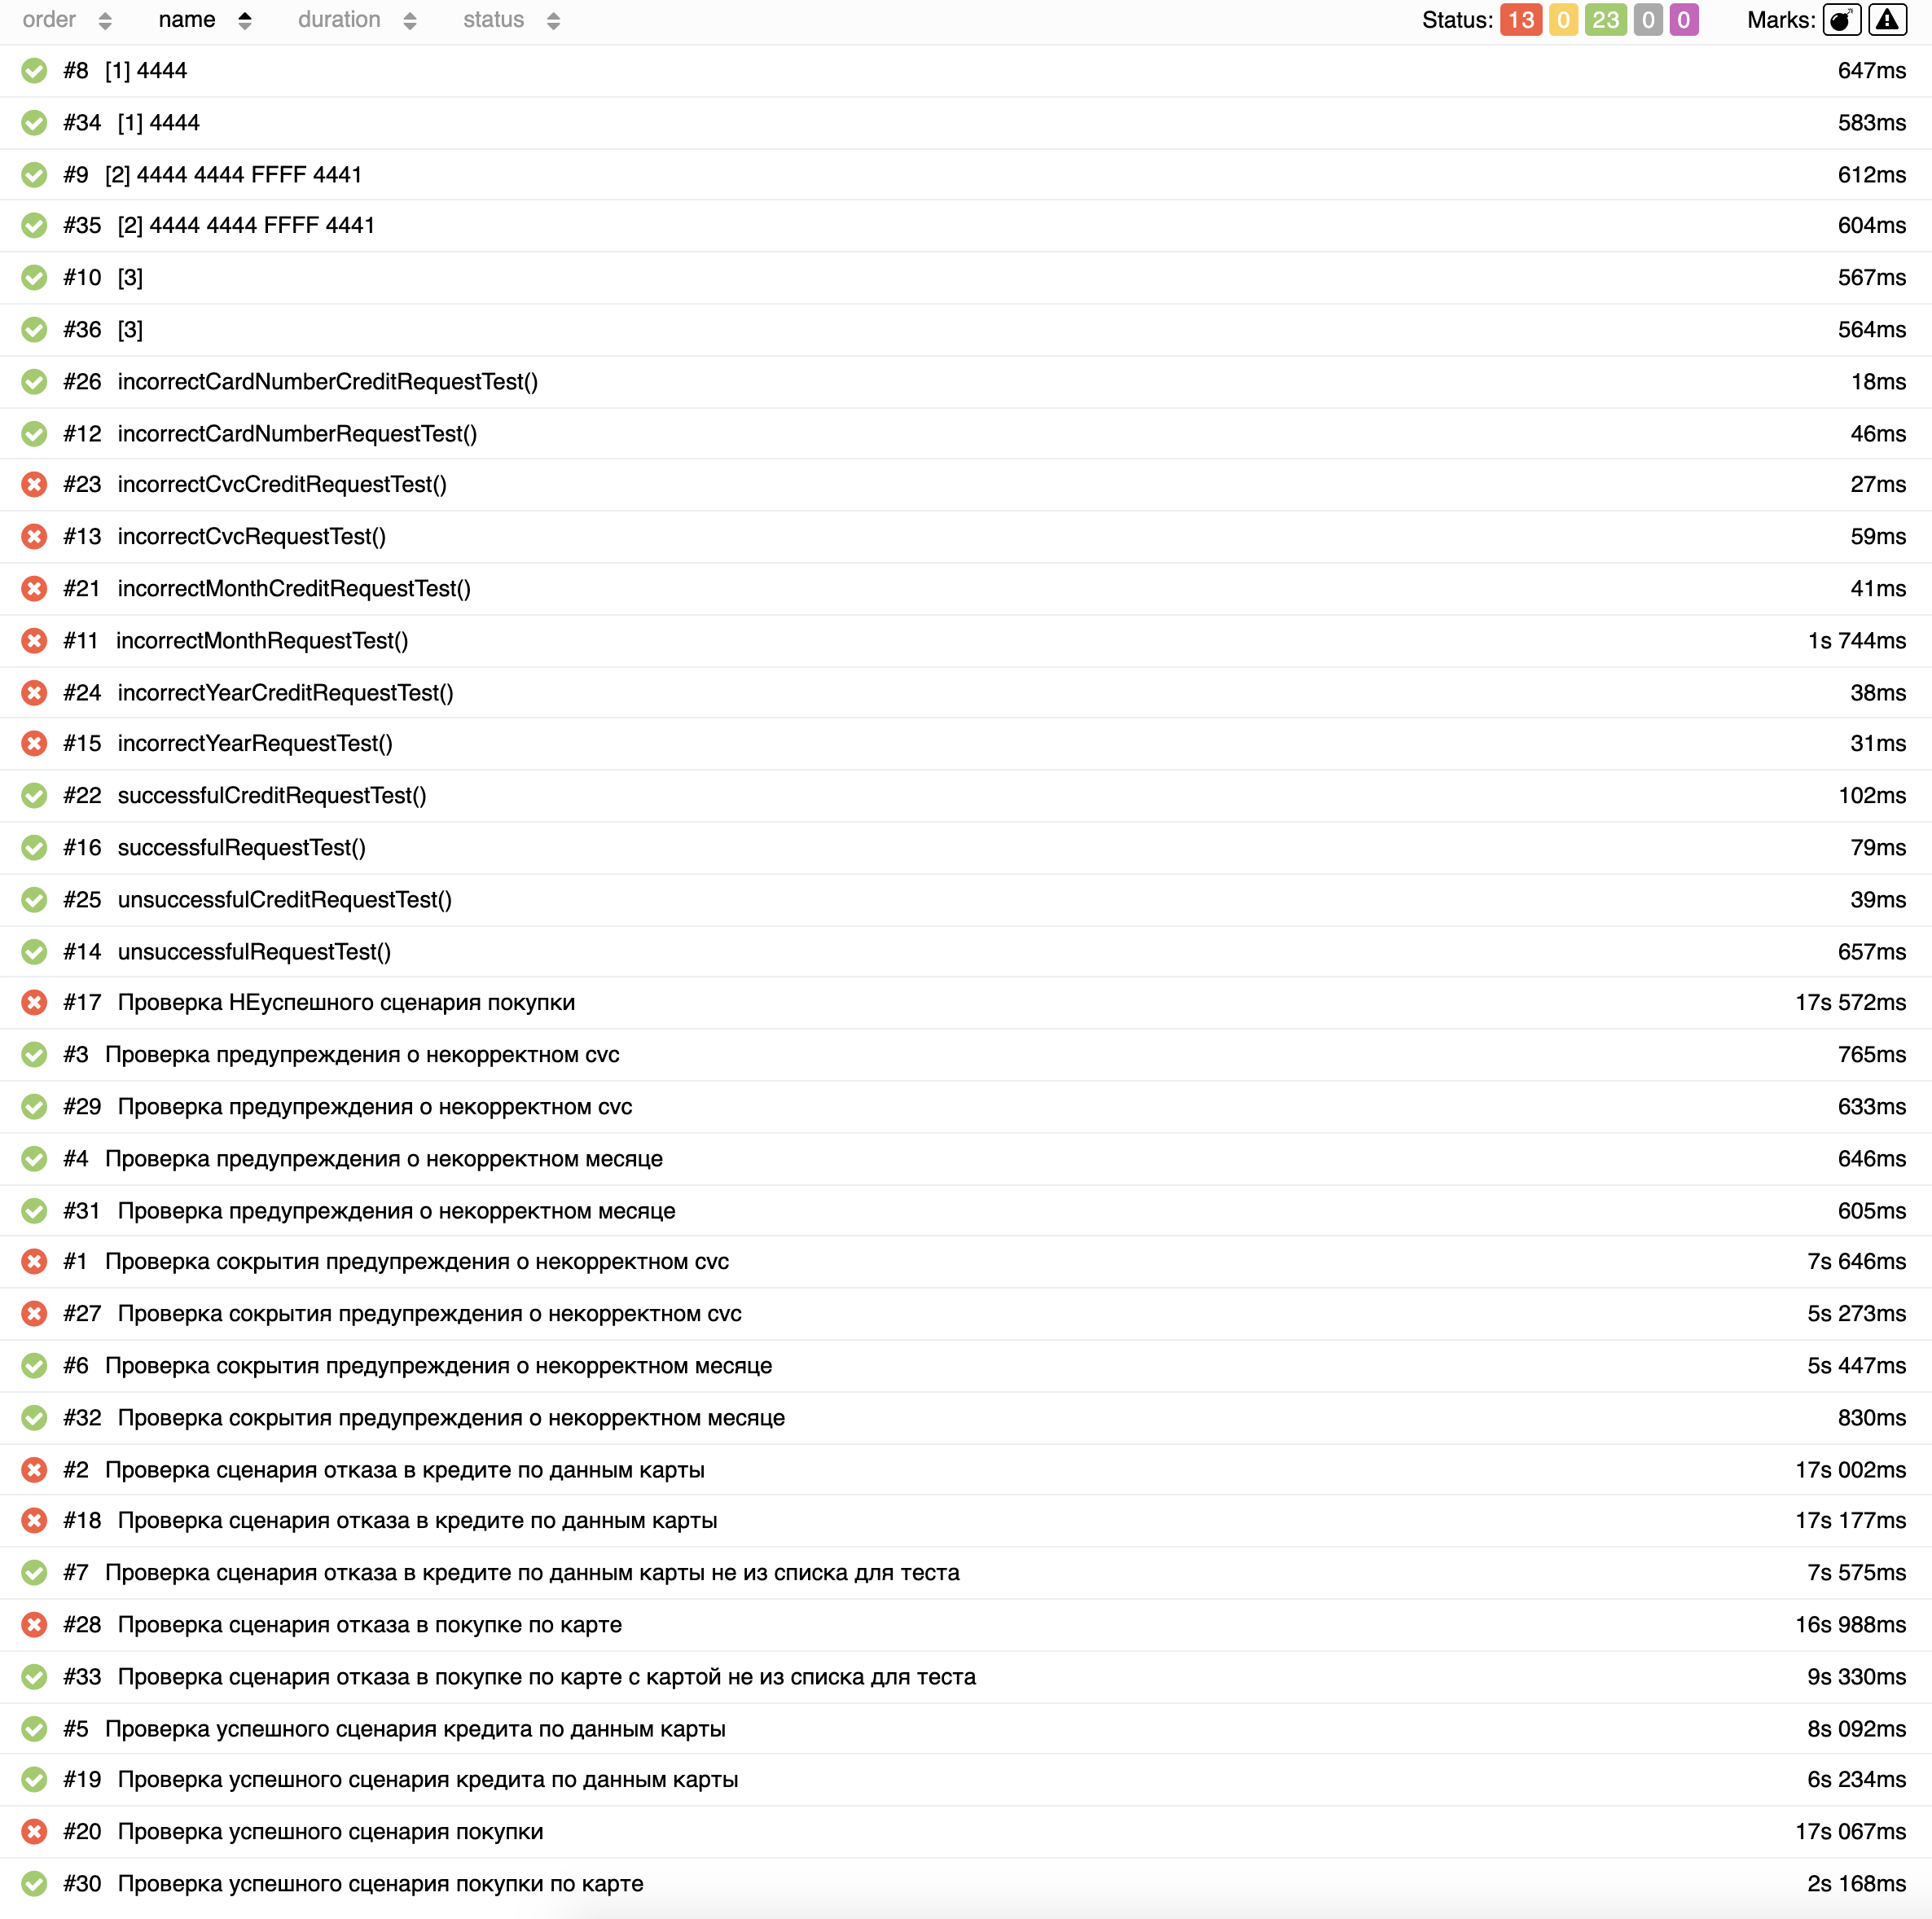 order name duration status Status: 13 0 23 0 0 Marks:
#8 [1] 4444 647ms
#34 [1] 4444 583ms
#9 [2] 4444 4444 FFFF 4441 612ms
#35 [2] 4444 4444 FFFF 4441 604ms
#10 [3] 567ms
#36 [3] 564ms
#26 incorrectCardNumberCreditRequestTest() 18ms
#12 incorrectCardNumberRequestTest() 46ms
#23 incorrectCvcCreditRequestTest() 27ms
#13 incorrectCvcRequestTest() 59ms
#21 incorrectMonthCreditRequestTest() 41ms
#11 incorrectMonthRequestTest() 1s 744ms
#24 incorrectYearCreditRequestTest() 38ms
#15 incorrectYearRequestTest() 31ms
#22 successfulCreditRequestTest() 102ms
#16 successfulRequestTest() 79ms
#25 unsuccessfulCreditRequestTest() 39ms
#14 unsuccessfulRequestTest() 657ms
#17 Проверка НЕуспешного сценария покупки 17s 572ms
#3 Проверка предупреждения о некорректном cvc 765ms
#29 Проверка предупреждения о некорректном cvc 633ms
#4 Проверка предупреждения о некорректном месяце 646ms
#31 Проверка предупреждения о некорректном месяце 605ms
#1 Проверка сокрытия предупреждения о некорректном cvc 7s 646ms
#27 Проверка сокрытия предупреждения о некорректном cvc 5s 273ms
#6 Проверка сокрытия предупреждения о некорректном месяце 5s 447ms
#32 Проверка сокрытия предупреждения о некорректном месяце 830ms
#2 Проверка сценария отказа в кредите по данным карты 17s 002ms
#18 Проверка сценария отказа в кредите по данным карты 17s 177ms
#7 Проверка сценария отказа в кредите по данным карты не из списка для теста 7s 575ms
#28 Проверка сценария отказа в покупке по карте 16s 988ms
#33 Проверка сценария отказа в покупке по карте с картой не из списка для теста 9s 330ms
#5 Проверка успешного сценария кредита по данным карты 8s 092ms
#19 Проверка успешного сценария кредита по данным карты 6s 234ms
#20 Проверка успешного сценария покупки 17s 067ms
#30 Проверка успешного сценария покупки по карте 2s 168ms